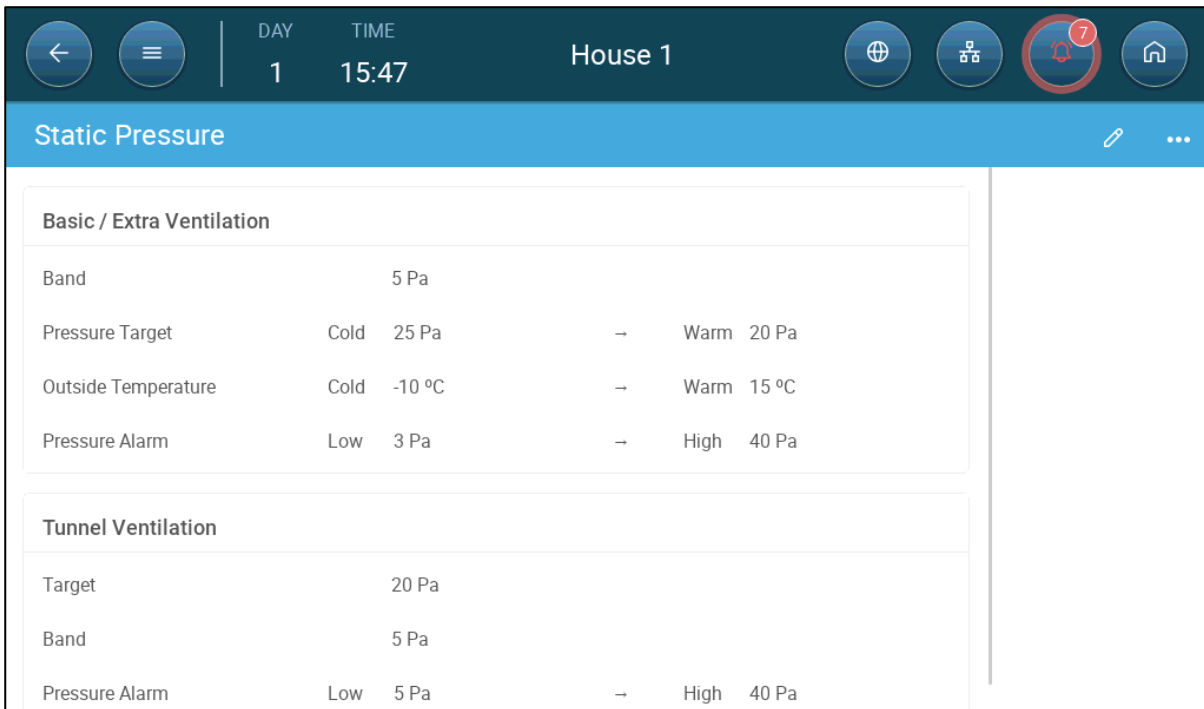 DAY TIME
1 15:47
House 1
7
Static Pressure
Basic / Extra Ventilation
Band 5 Pa
Pressure Target Cold 25 Pa → Warm 20 Pa
Outside Temperature Cold -10 ºC → Warm 15 ºC
Pressure Alarm Low 3 Pa → High 40 Pa
Tunnel Ventilation
Target 20 Pa
Band 5 Pa
Pressure Alarm Low 5 Pa → High 40 Pa